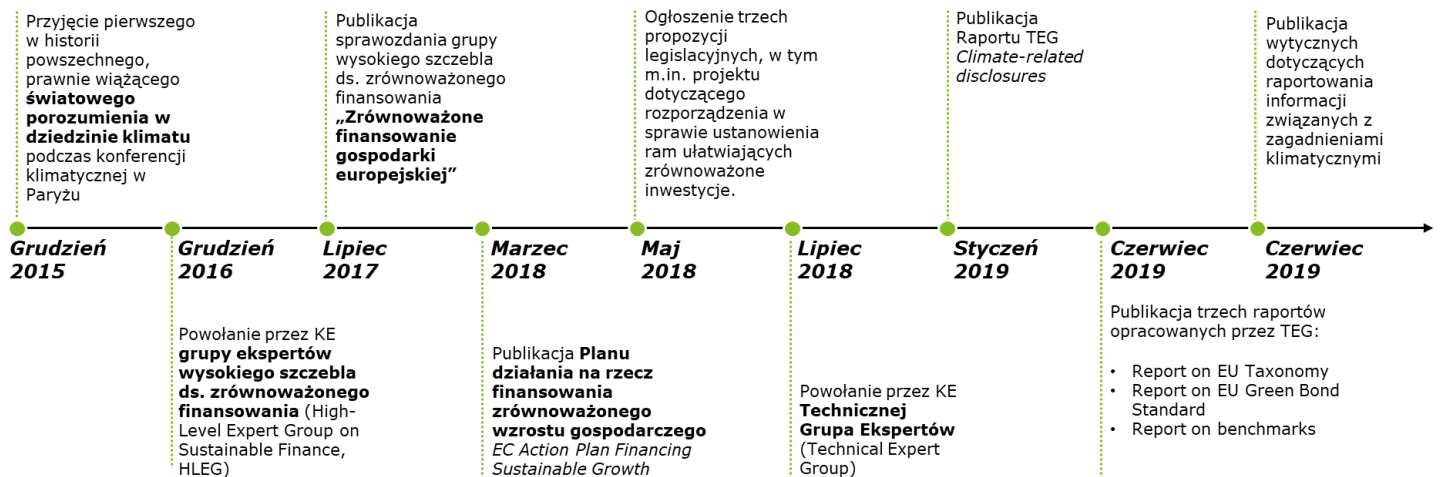 Przyjęcie pierwszego
w historii
powszechnego,
prawnie wiążącego
światowego
porozumienia w
dziedzinie klimatu
podczas konferencji
klimatycznej w
Paryżu
Publikacja
sprawozdania grupy
wysokiego szczebla
ds. zrównoważonego
finansowania
„Zrównoważone
finansowanie
gospodarki
europejskiej”
Ogłoszenie trzech
propozycji
legislacyjnych, w tym
m.in. projektu
dotyczącego
rozporządzenia w
sprawie ustanowienia
ram ułatwiających
zrównoważone
inwestycje.
Publikacja
Raportu TEG
Climate-related
disclosures
Publikacja
wytycznych
dotyczących
raportowania
informacji
związanych z
zagadnieniami
klimatycznymi
Grudzień
2015
Grudzień
2016
Lipiec
2017
Marzec
2018
Maj
2018
Lipiec
2018
Styczeń
2019
Czerwiec
2019
Czerwiec
2019
Powołanie przez KE
grupy ekspertów
wysokiego szczebla
ds. zrównoważonego
finansowania (High-
Level Expert Group on
Sustainable Finance,
HLEG)
Publikacja Planu
działania na rzecz
finansowania
zrównoważonego
wzrostu gospodarczego
EC Action Plan Financing
Sustainable Growth
Powołanie przez KE
Technicznej
Grupa Ekspertów
(Technical Expert
Group)
Publikacja trzech raportów
opracowanych przez TEG:
• Report on EU Taxonomy
• Report on EU Green Bond
Standard
• Report on benchmarks